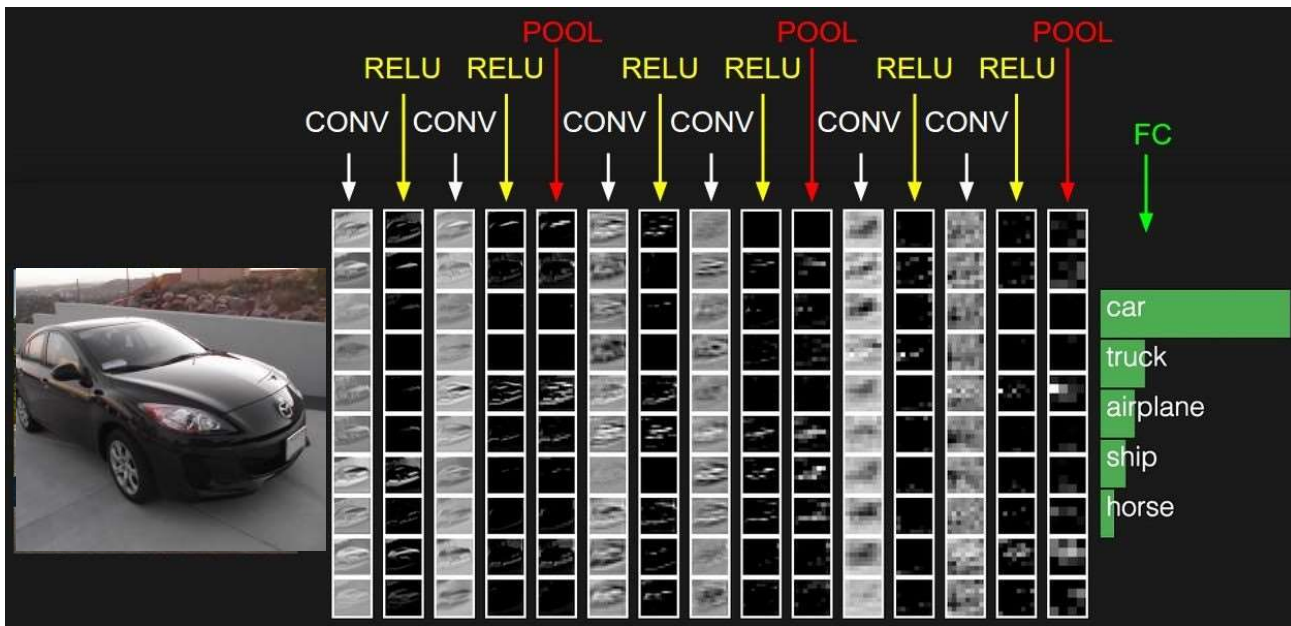 POOL POOL POOL
RELU RELU RELU RELU RELU RELU
CONV CONV CONV CONV CONV CONV
FC
car
truck
airplane
ship
horse